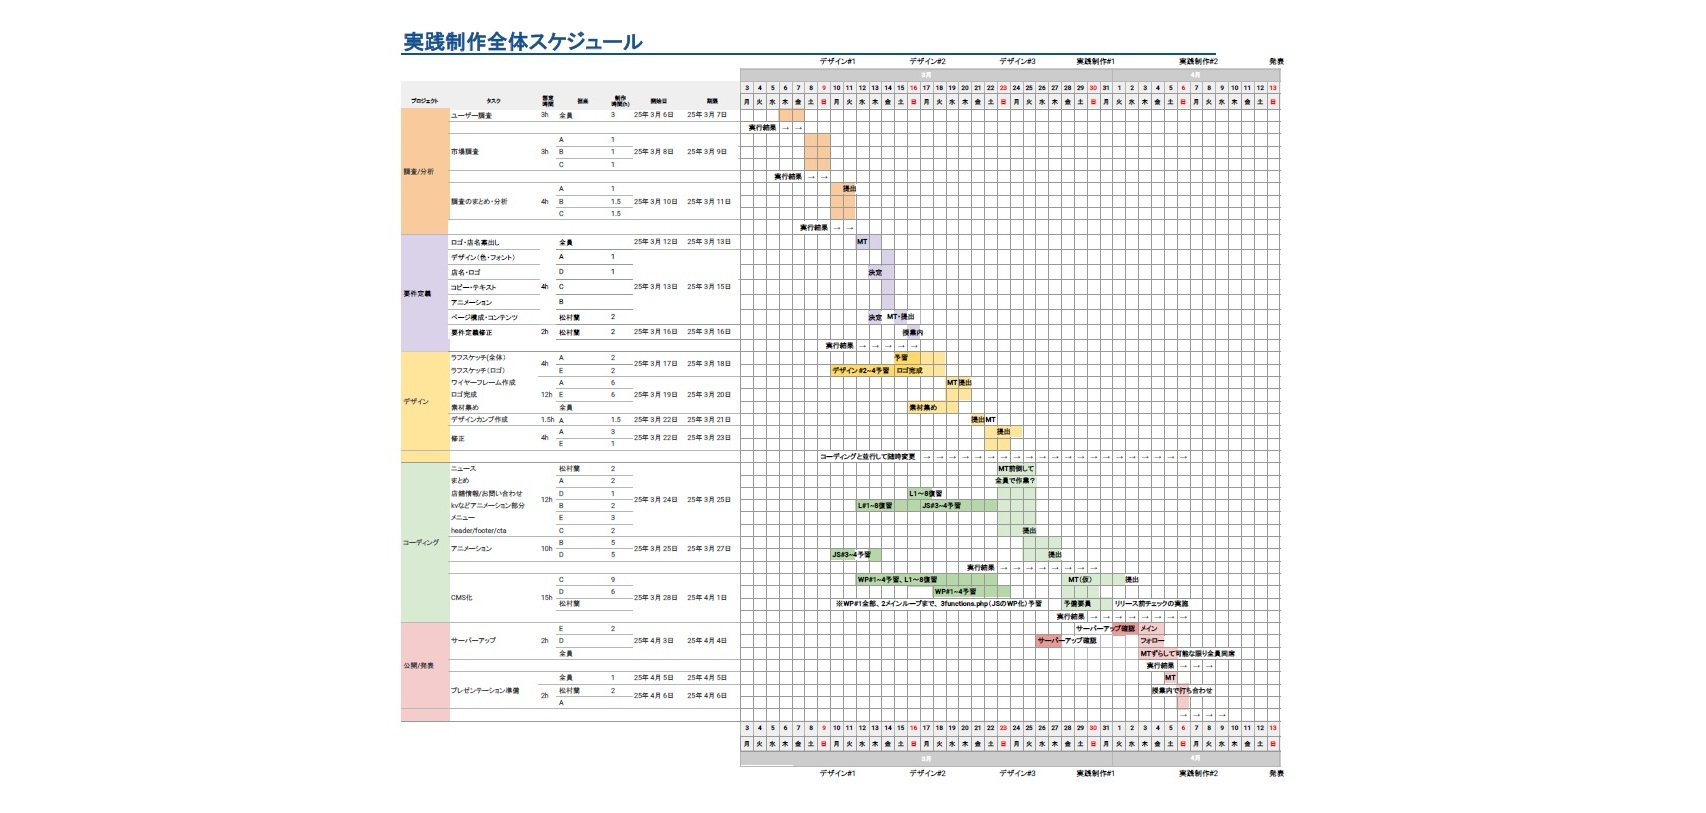 実践制作全体スケジュール
デザイン#1 デザイン#2 デザイン#3 実践制作#1 実践制作#2 発表
3月 4月
3 4 5 6 7 8 9 10 11 12 13 14 15 16 17 18 19 20 21 22 23 24 25 26 27 28 29 30 31 1 2 3 4 5 6 7 8 9 10 11 12 13
プロジェクト タスク 想定時間 担当 制作時間(h) 開始日 期限 月 火 水 木 金 土 日 月 火 水 木 金 土 日 月 火 水 木 金 土 日 月 火 水 木 金 土 日 月 火 水 木 金 土 日 月 火 水 木 金 土 日
調査/分析
ユーザー調査 3h 全員 3 25年 3月 6日 25年 3月 7日
実行結果 → →
A 1
市場調査 3h B 1 25年 3月 8日 25年 3月 9日
C 1
実行結果 → →
A 1 提出
調査のまとめ・分析 4h B 1.5 25年 3月 10日 25年 3月 11日
C 1.5
実行結果 → →
要件定義
ロゴ・店名案出し 全員 25年 3月 12日 25年 3月 13日 MT
デザイン（色・フォント） A 1
店名・ロゴ D 1 決定
コピー・テキスト 4h C 25年 3月 13日 25年 3月 15日
アニメーション B
ページ構成・コンテンツ 松村蘭 2 決定 MT・提出
要件定義修正 2h 松村蘭 2 25年 3月 16日 25年 3月 16日 授業内
実行結果 → → → → →
デザイン
ラフスケッチ(全体） A 2 予習
4h 25年 3月 17日 25年 3月 18日
ラフスケッチ（ロゴ） E 2 デザイン#2~4予習 ロゴ完成
ワイヤーフレーム作成 A 6 MT 提出
ロゴ完成 12h E 6 25年 3月 19日 25年 3月 20日
素材集め 全員 素材集め
デザインカンプ作成 1.5h A 1.5 25年 3月 22日 25年 3月 21日 提出 MT
A 3 提出
修正 4h 25年 3月 22日 25年 3月 23日
E 1
コーディングと並行して随時変更 → → → → → → → → → → → → → → → → → → → → →
コーディング
ニュース 松村蘭 2 MT前倒して
まとめ A 2 全員で作業？
店舗情報/お問い合わせ D 1 L1~8復習
12h 25年 3月 24日 25年 3月 25日
kvなどアニメーション部分 B 2 L#1~8復習 JS#3~4予習
メニュー E 3
header/footer/cta C 2 提出
B 5
アニメーション 10h 25年 3月 25日 25年 3月 27日
D 5 JS#3~4予習 提出
実行結果 → → → → → → → →
C 9 WP#1~4予習、L1~8復習 MT（仮） 提出
D 6 WP#1~4予習
CMS化 15h 25年 3月 28日 25年 4月 1日
松村蘭 ※WP#1全部、2メインループまで、3functions.php（JSのWP化）予習 予備要員 リリース前チェックの実施
実行結果 → → → → → → → →
公開/発表
E 2 サーバーアップ確認 メイン
サーバーアップ 2h D 25年 4月 3日 25年 4月 4日 サーバーアップ確認 フォロー
全員 MTずらして可能な限り全員同席
実行結果 → → →
全員 1 25年 4月 5日 25年 4月 5日 MT
プレゼンテーション準備 松村蘭 2 授業内で打ち合わせ
2h 25年 4月 6日 25年 4月 6日
A
→ → → →
3 4 5 6 7 8 9 10 11 12 13 14 15 16 17 18 19 20 21 22 23 24 25 26 27 28 29 30 31 1 2 3 4 5 6 7 8 9 10 11 12 13
月 火 水 木 金 土 日 月 火 水 木 金 土 日 月 火 水 木 金 土 日 月 火 水 木 金 土 日 月 火 水 木 金 土 日 月 火 水 木 金 土 日
3月 4月
デザイン#1 デザイン#2 デザイン#3 実践制作#1 実践制作#2 発表